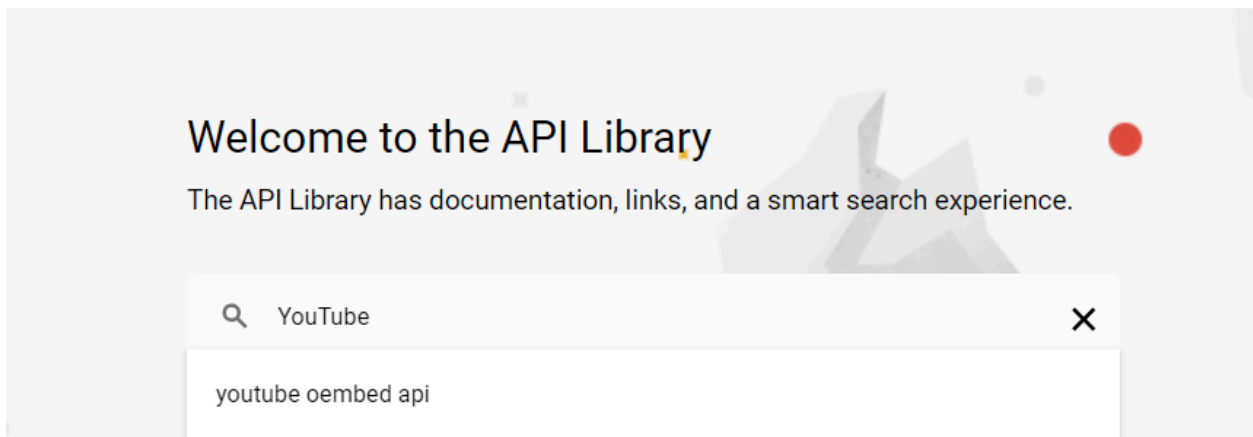 Welcome to the API Library
The API Library has documentation, links, and a smart search experience.
YouTube
youtube oembed api